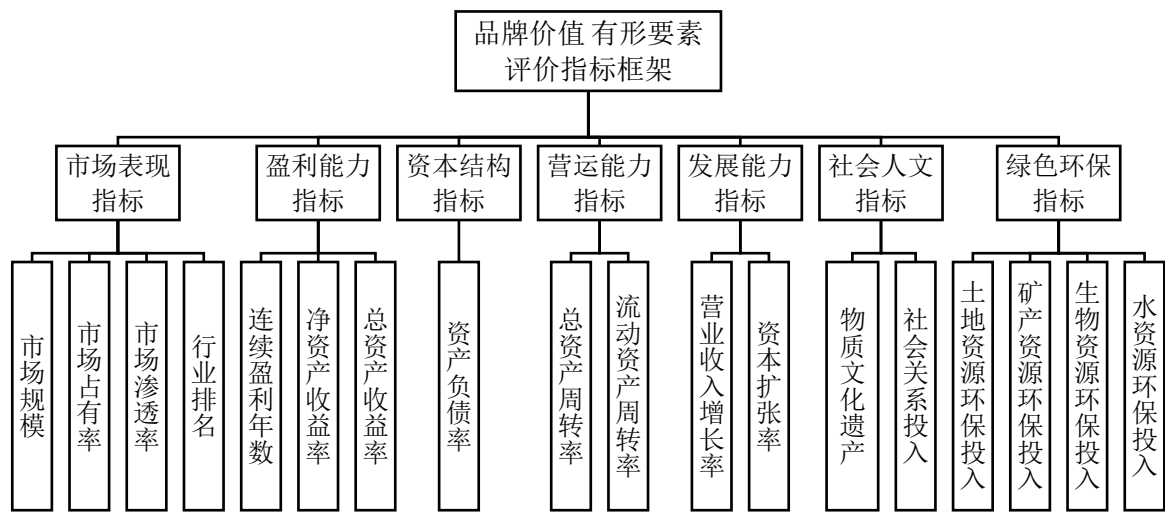 品牌价值 有形要素
评价指标框架
市场表现
指标
盈利能力
指标
资本结构
指标
营运能力
指标
发展能力
指标
社会人文
指标
绿色环保
指标
市场规模
市场占有率
市场渗透率
行业排名
连续盈利年数
净资产收益率
总资产收益率
资产负债率
总资产周转率
流动资产周转率
营业收入增长率
资本扩张率
物质文化遗产
社会关系投入
土地资源环保投入
矿产资源环保投入
生物资源环保投入
水资源环保投入